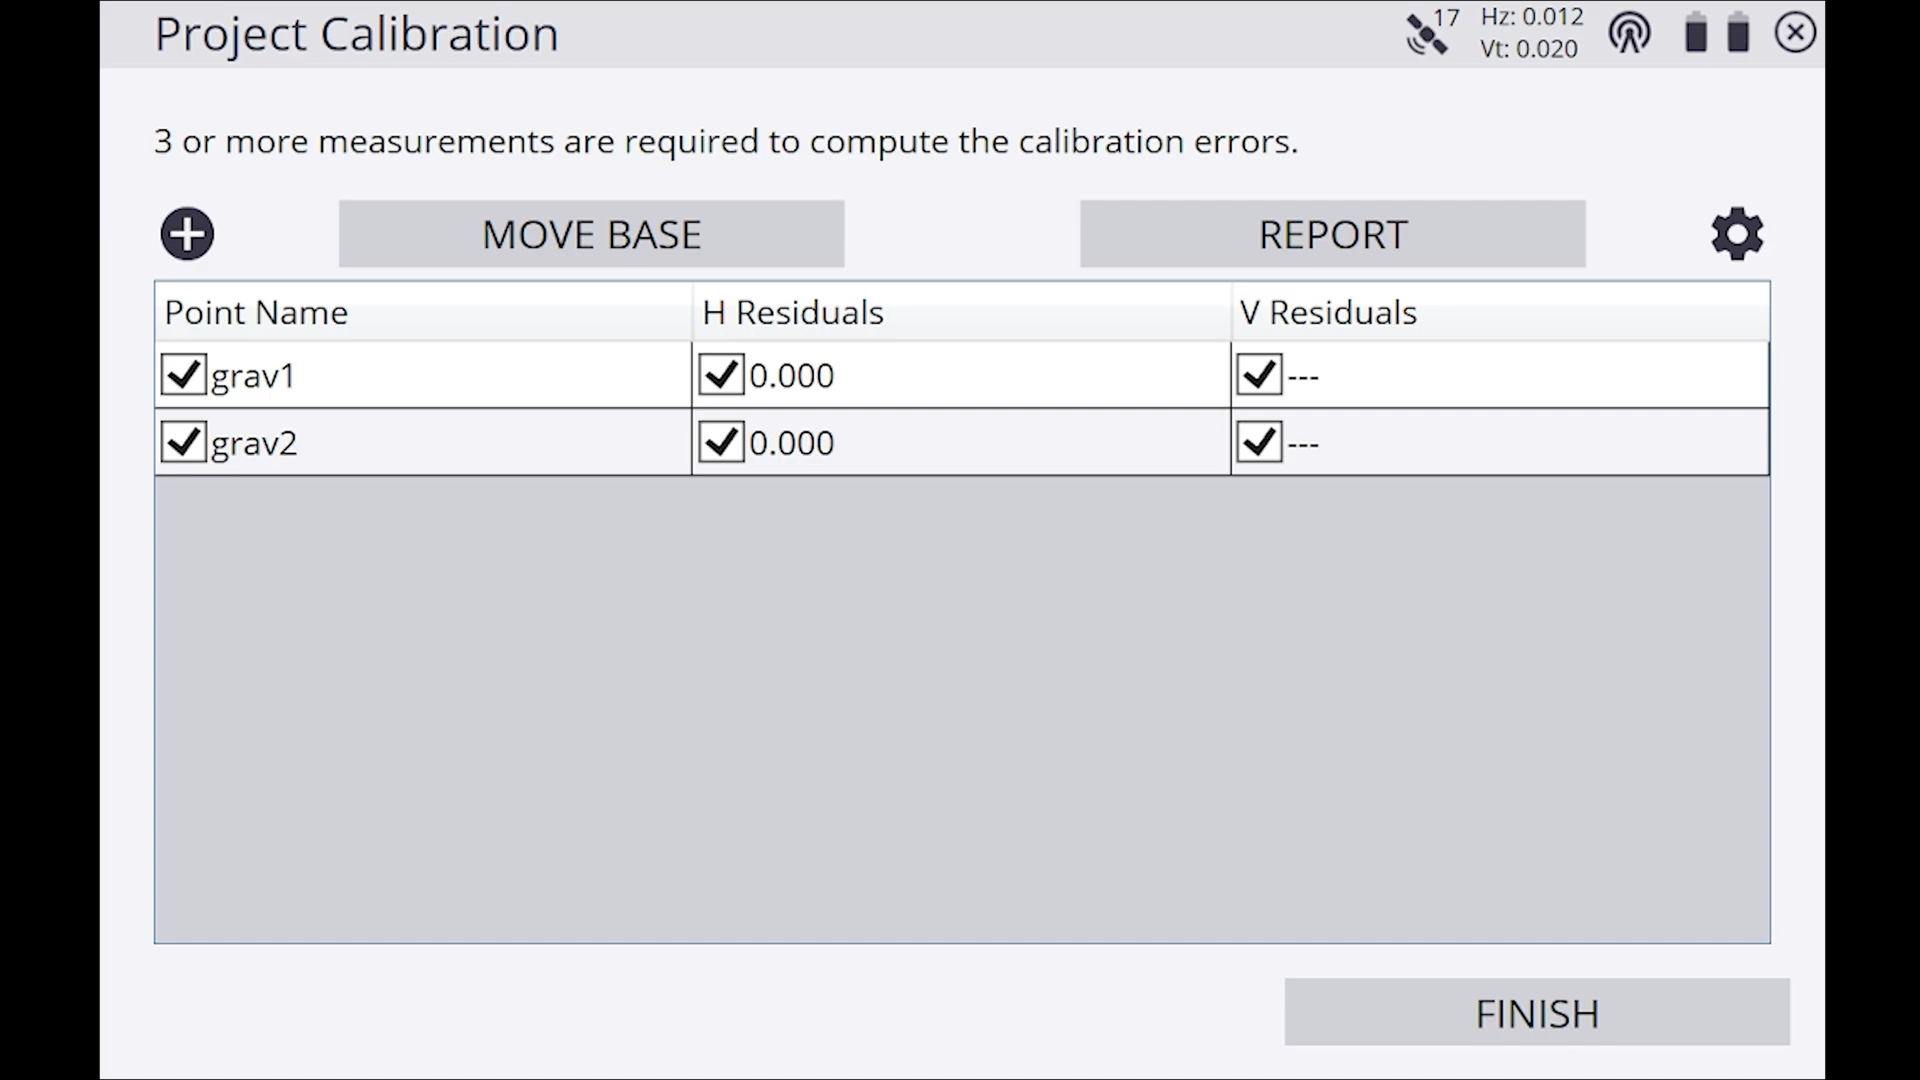 Project Calibration
17
Hz: 0.012
Vt: 0.020
3 or more measurements are required to compute the calibration errors.
MOVE BASE
REPORT
Point Name
H Residuals
V Residuals
grav1
0.000
---
grav2
0.000
---
FINISH